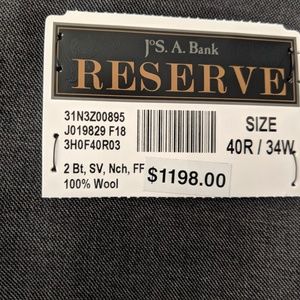 JoS. A. Bank
RESERVE
31N3Z00895
J019829 F18
3H0F40R03
SIZE
40R / 34W
2 Bt, SV, Nch, FF
100% Wool
$1198.00